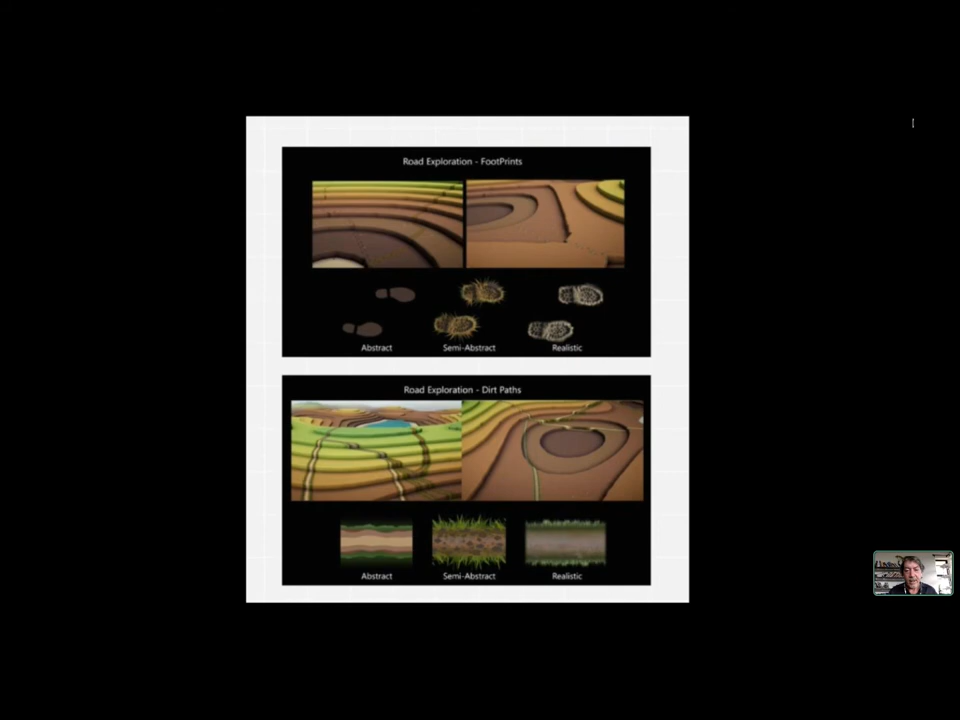 Road Exploration - FootPrints
Abstract
Semi-Abstract
Realistic
Road Exploration - Dirt Paths
Abstract
Semi-Abstract
Realistic